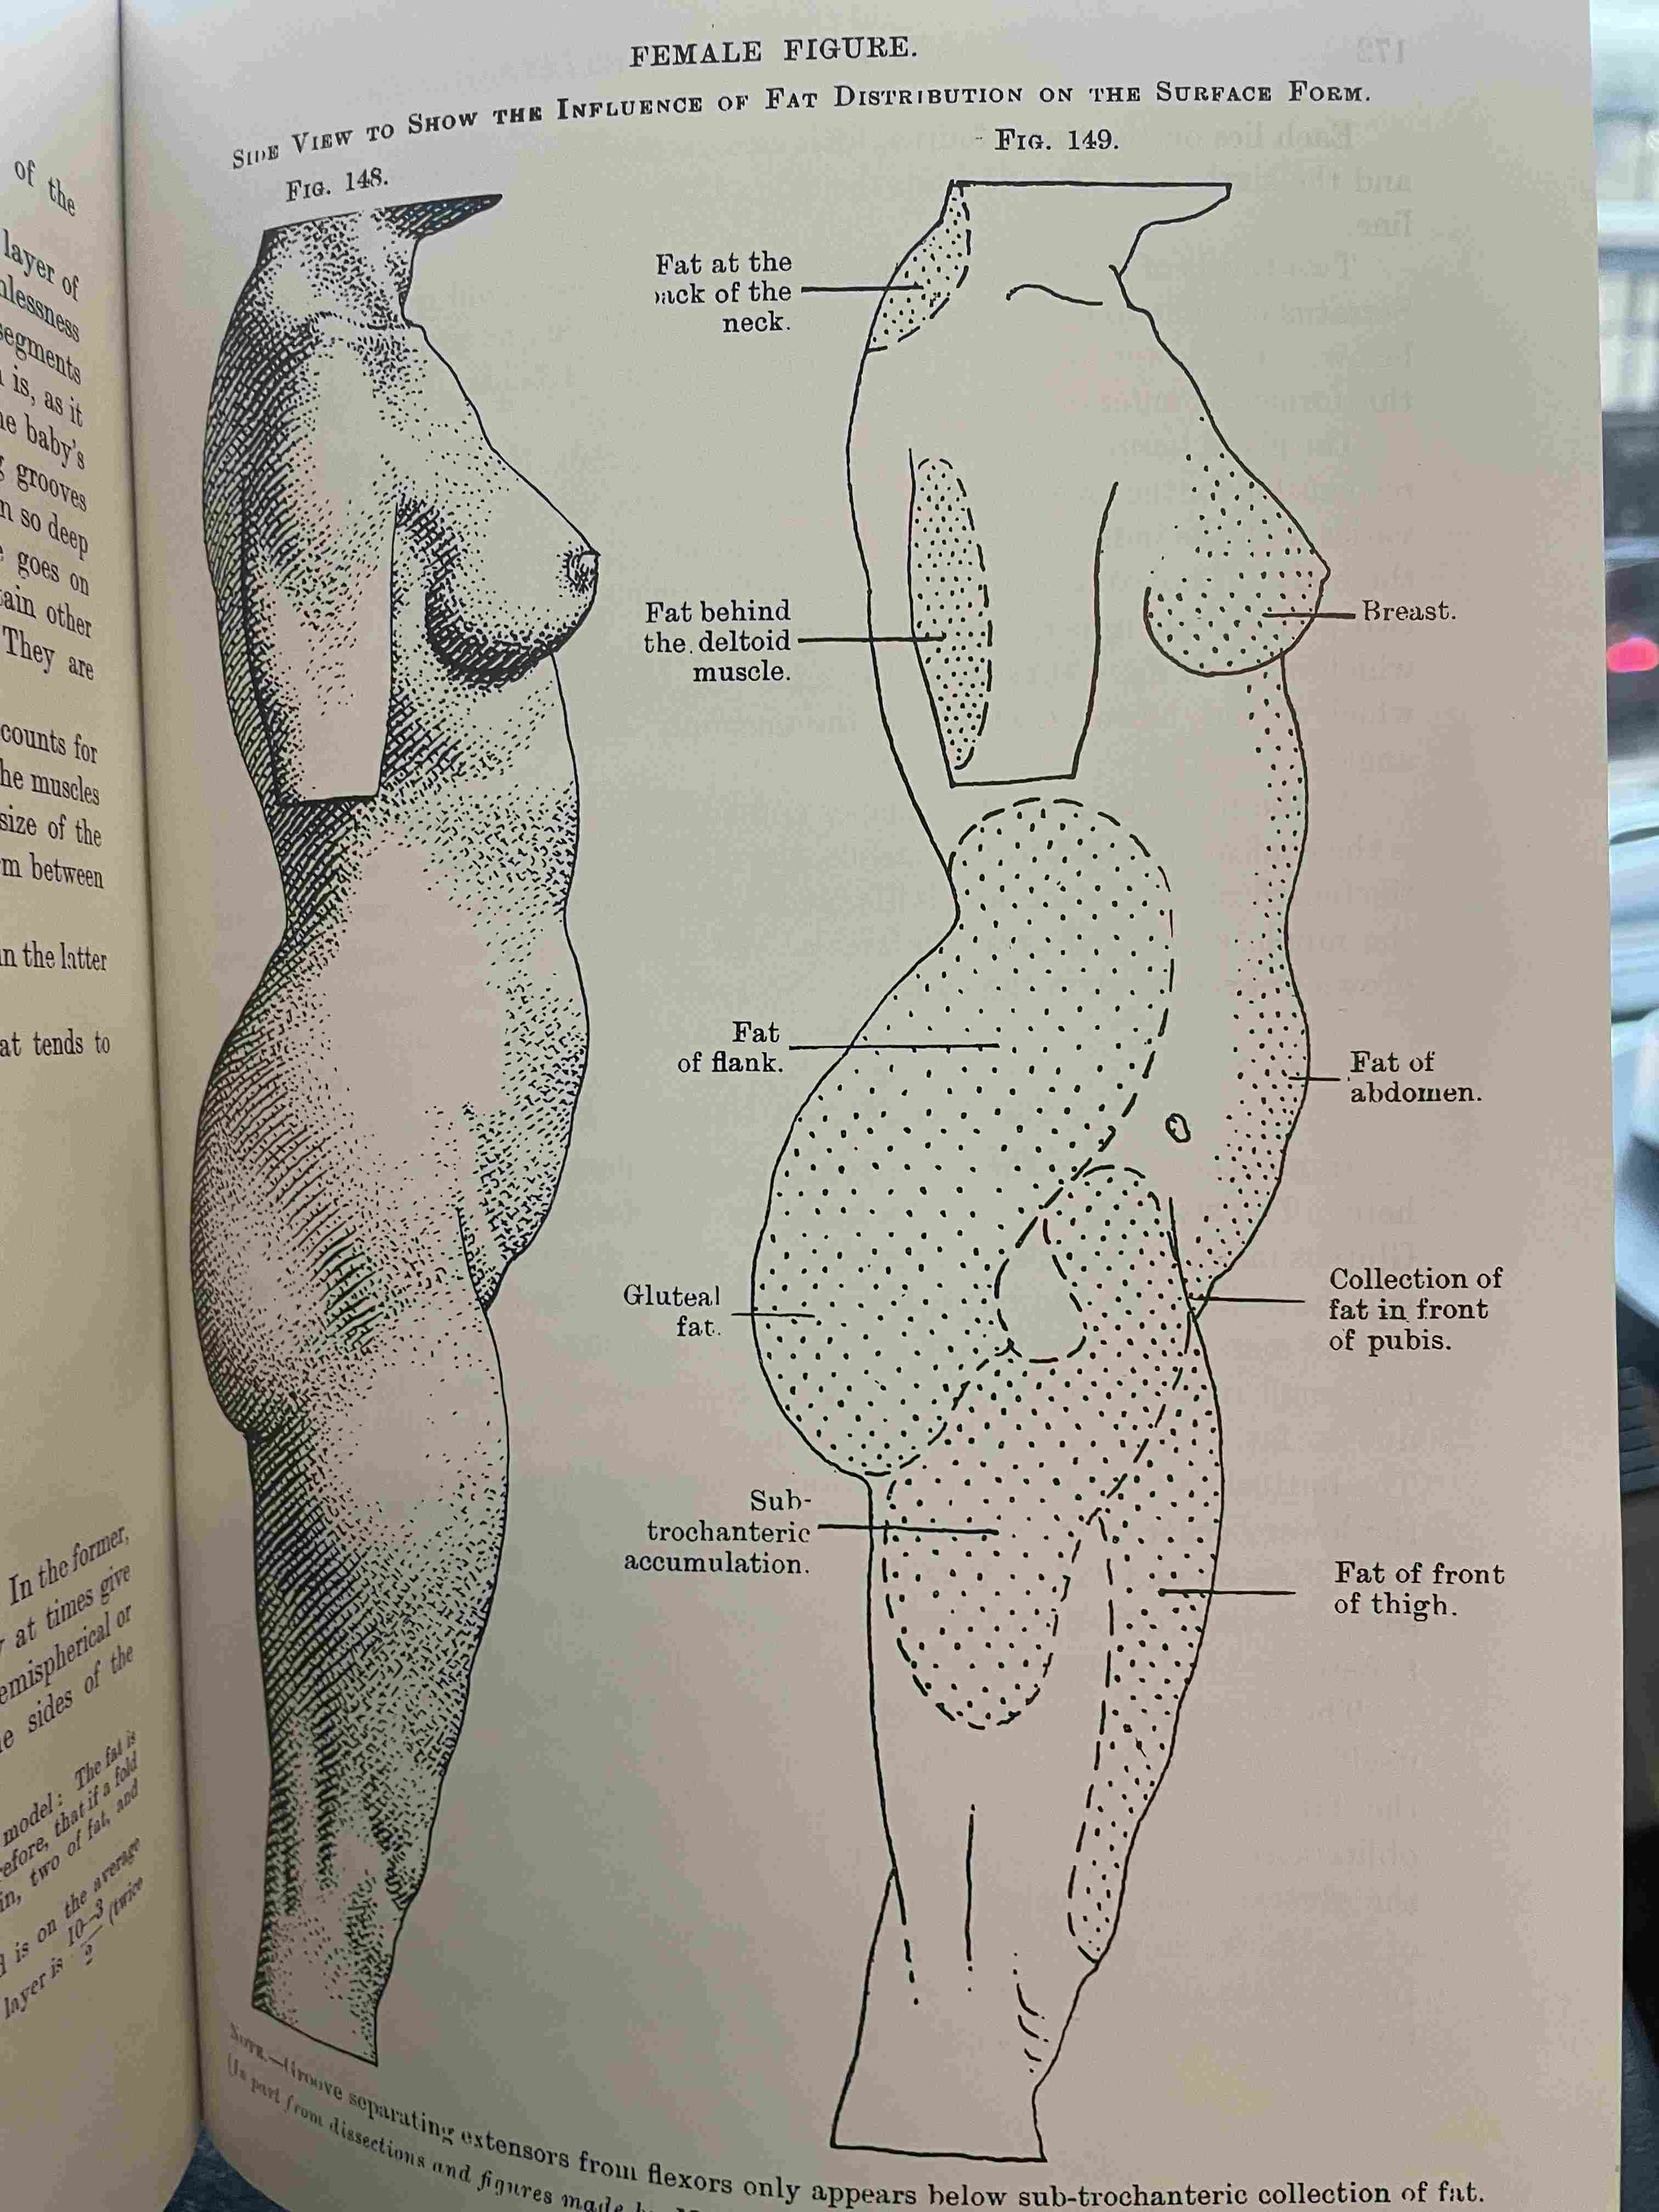 of the
layer of
segments
is, as it
baby's
grooves
so deep
goes on
other
They are
counts for
muscles
size of the
between
in the latter
at tends to
In the former,
at times give
or
sides of the
model: The fat is
that if a fold
two of fat, and
is on the average
layer is 10–3 (twice
2
FEMALE FIGURE.
SIDE VIEW TO SHOW THE INFLUENCE OF FAT DISTRIBUTION ON THE SURFACE FORM.
FIG. 148.
FIG. 149.
Fat at the
back of the
neck.
Fat behind
the deltoid
muscle.
Breast.
Fat
of flank.
Fat of
abdomen.
Gluteal
fat.
Collection of
fat in front
of pubis.
Sub-
trochanteric
accumulation.
Fat of front
of thigh.
NOTE.—Groove separating extensors from flexors only appears below sub-trochanteric collection of fat.
(In part from dissections and figures made by